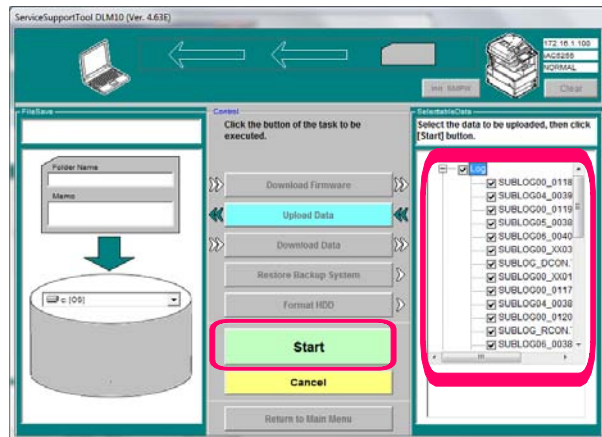 ServiceSupportTool DLM10 (Ver. 4.63E)
172.16.1.100
iAC5255
NORMAL
Init. SMPW
Clear
FileSave
Folder Name
Memo
c: [OS]
Control
Click the button of the task to be
executed.
Download Firmware
Upload Data
Download Data
Restore Backup System
Format HDD
Start
Cancel
Return to Main Menu
SelectableData
Select the data to be uploaded, then click
[Start] button.
Log
SUBLOG00_0118
SUBLOG04_0039
SUBLOG00_0119
SUBLOG05_0038
SUBLOG06_0040
SUBLOG00_XX03
SUBLOG_DCON.
SUBLOG00_XX01
SUBLOG00_0117
SUBLOG04_0038
SUBLOG00_0120
SUBLOG_RCON.
SUBLOG06_0038